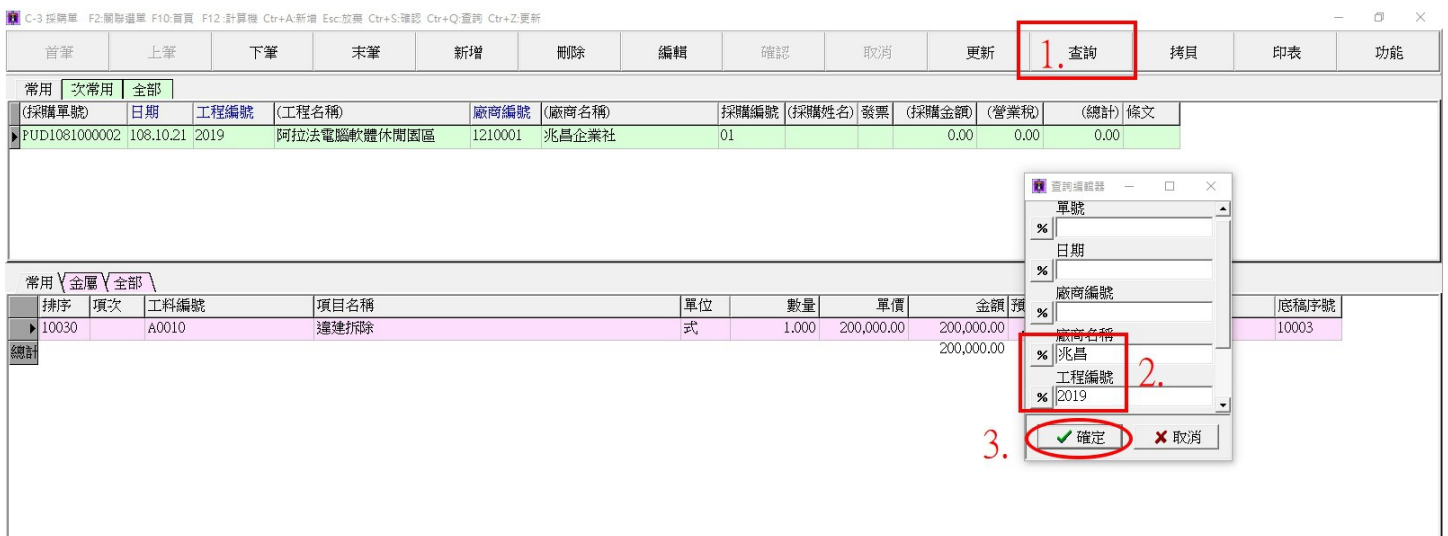 C-3 採購單 F2:關聯選單 F10:首頁 F12 :計算機 Ctr+A:新增 Esc:放棄 Ctr+S:確認 Ctr+Q:查詢 Ctr+Z:更新
首筆 上筆 下筆 末筆 新增 刪除 編輯 確認 取消 更新 1. 查詢 拷貝 印表 功能
常用 次常用 全部
(採購單號) 日期 工程編號 (工程名稱) 廠商編號 (廠商名稱) 採購編號 (採購姓名) 發票 (採購金額) (營業稅) (總計) 條文
PUD1081000002 108.10.21 2019 阿拉法電腦軟體休閒園區 1210001 兆昌企業社 01 0.00 0.00 0.00
查詢編輯器
單號
%
日期
%
廠商編號
%
廠商名稱
% 兆昌
工程編號
% 2019
2.
3. 確定 取消
常用 金屬 全部
排序 項次 工料編號 項目名稱 單位 數量 單價 金額 預 底稿序號
10030 A0010 違建拆除 式 1.000 200,000.00 200,000.00 10003
總計 200,000.00